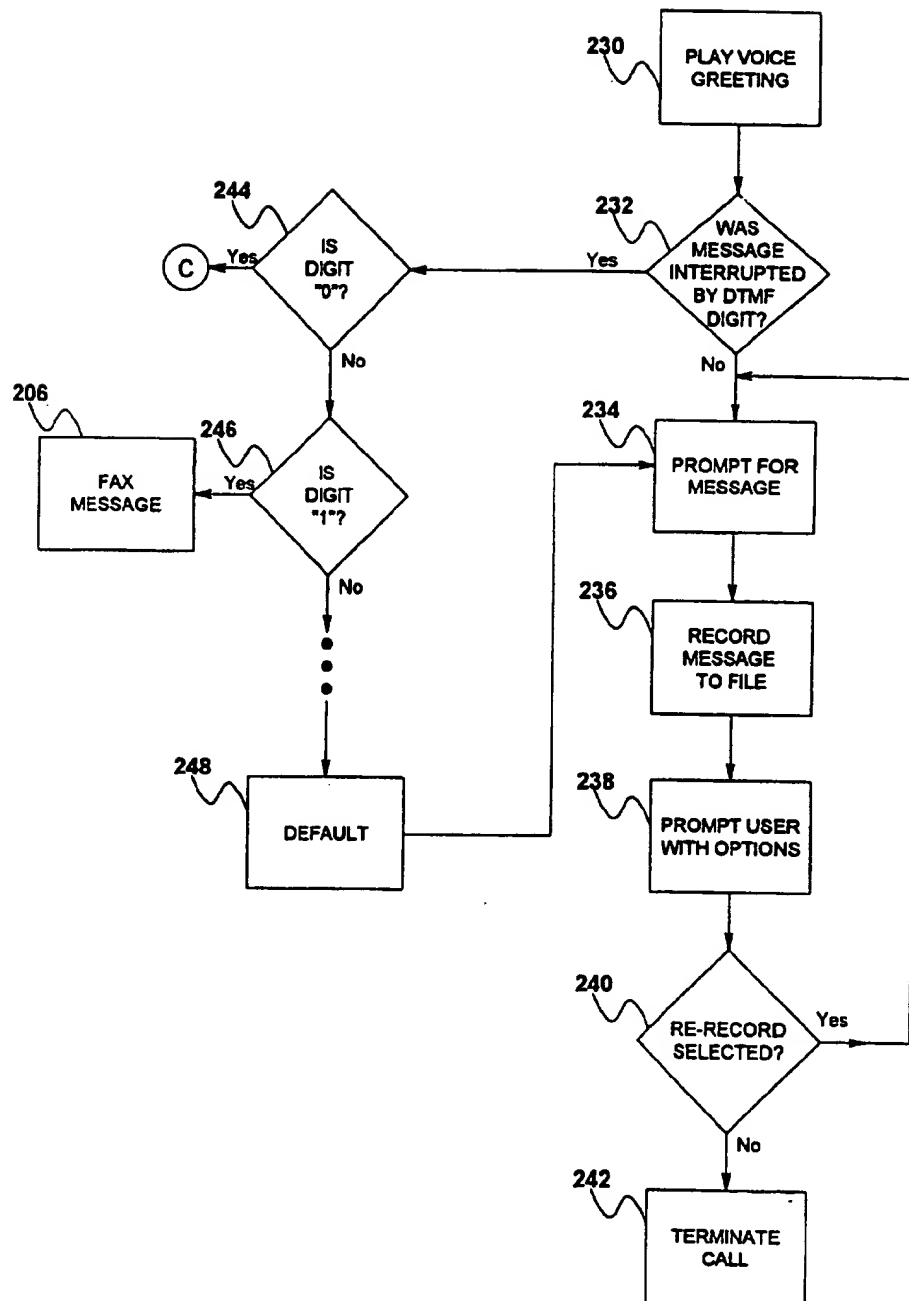 230
PLAY VOICE
GREETING
244
232
IS
DIGIT
"0"?
Yes
C
WAS
MESSAGE
INTERRUPTED
BY DTMF
DIGIT?
Yes
No
No
206
246
FAX
MESSAGE
Yes
IS
DIGIT
"1"?
No
234
PROMPT FOR
MESSAGE
236
RECORD
MESSAGE
TO FILE
248
DEFAULT
238
PROMPT USER
WITH OPTIONS
240
RE-RECORD
SELECTED?
Yes
No
242
TERMINATE
CALL